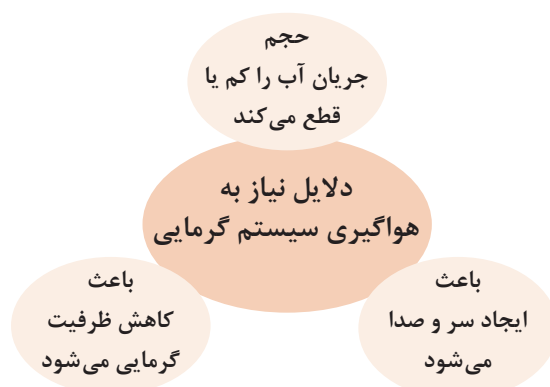 حجم
جریان آب را کم یا
قطع می‌کند
دلایل نیاز به
هواگیری سیستم گرمایی
باعث
ایجاد سر و صدا
می‌شود
باعث
کاهش ظرفیت
گرمایی می‌شود